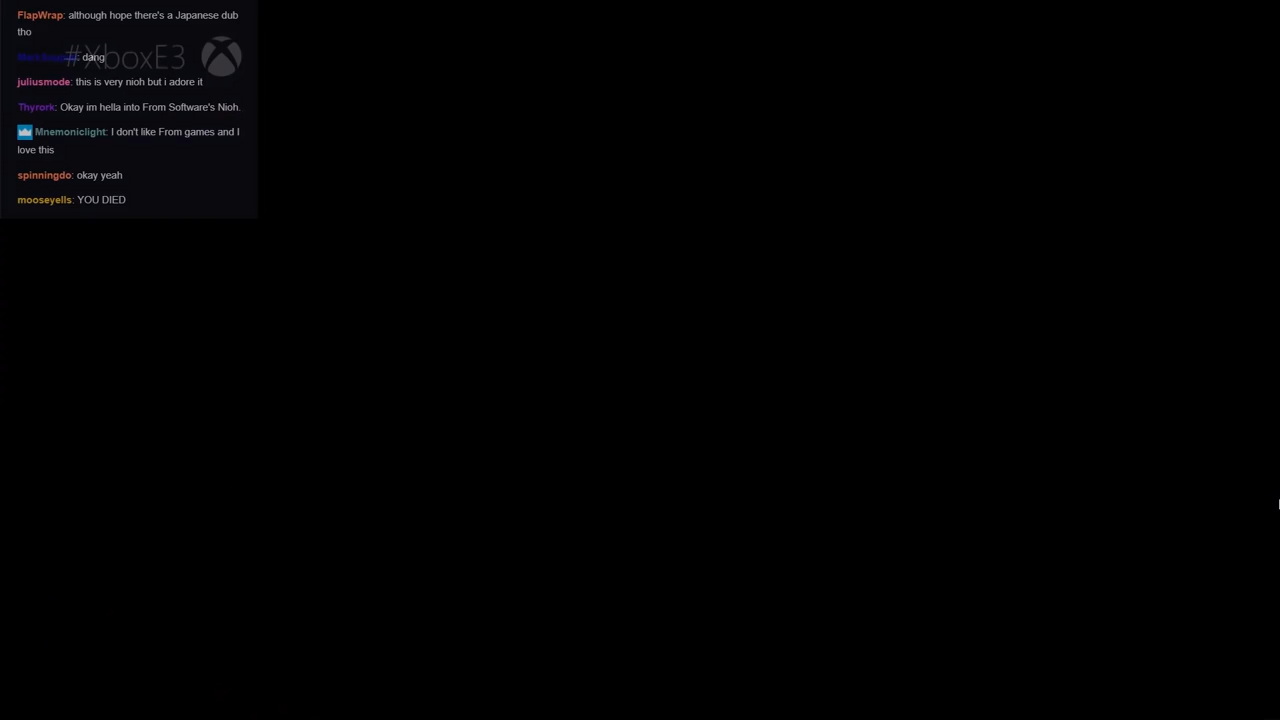 FlapWrap: although hope there's a Japanese dub
tho
#XboxE3
: dang
juliusmode: this is very nioh but i adore it
Thyrork: Okay im hella into From Software's Nioh.
Mnemoniclight: I don't like From games and I
love this
spinningdo: okay yeah
mooseyells: YOU DIED